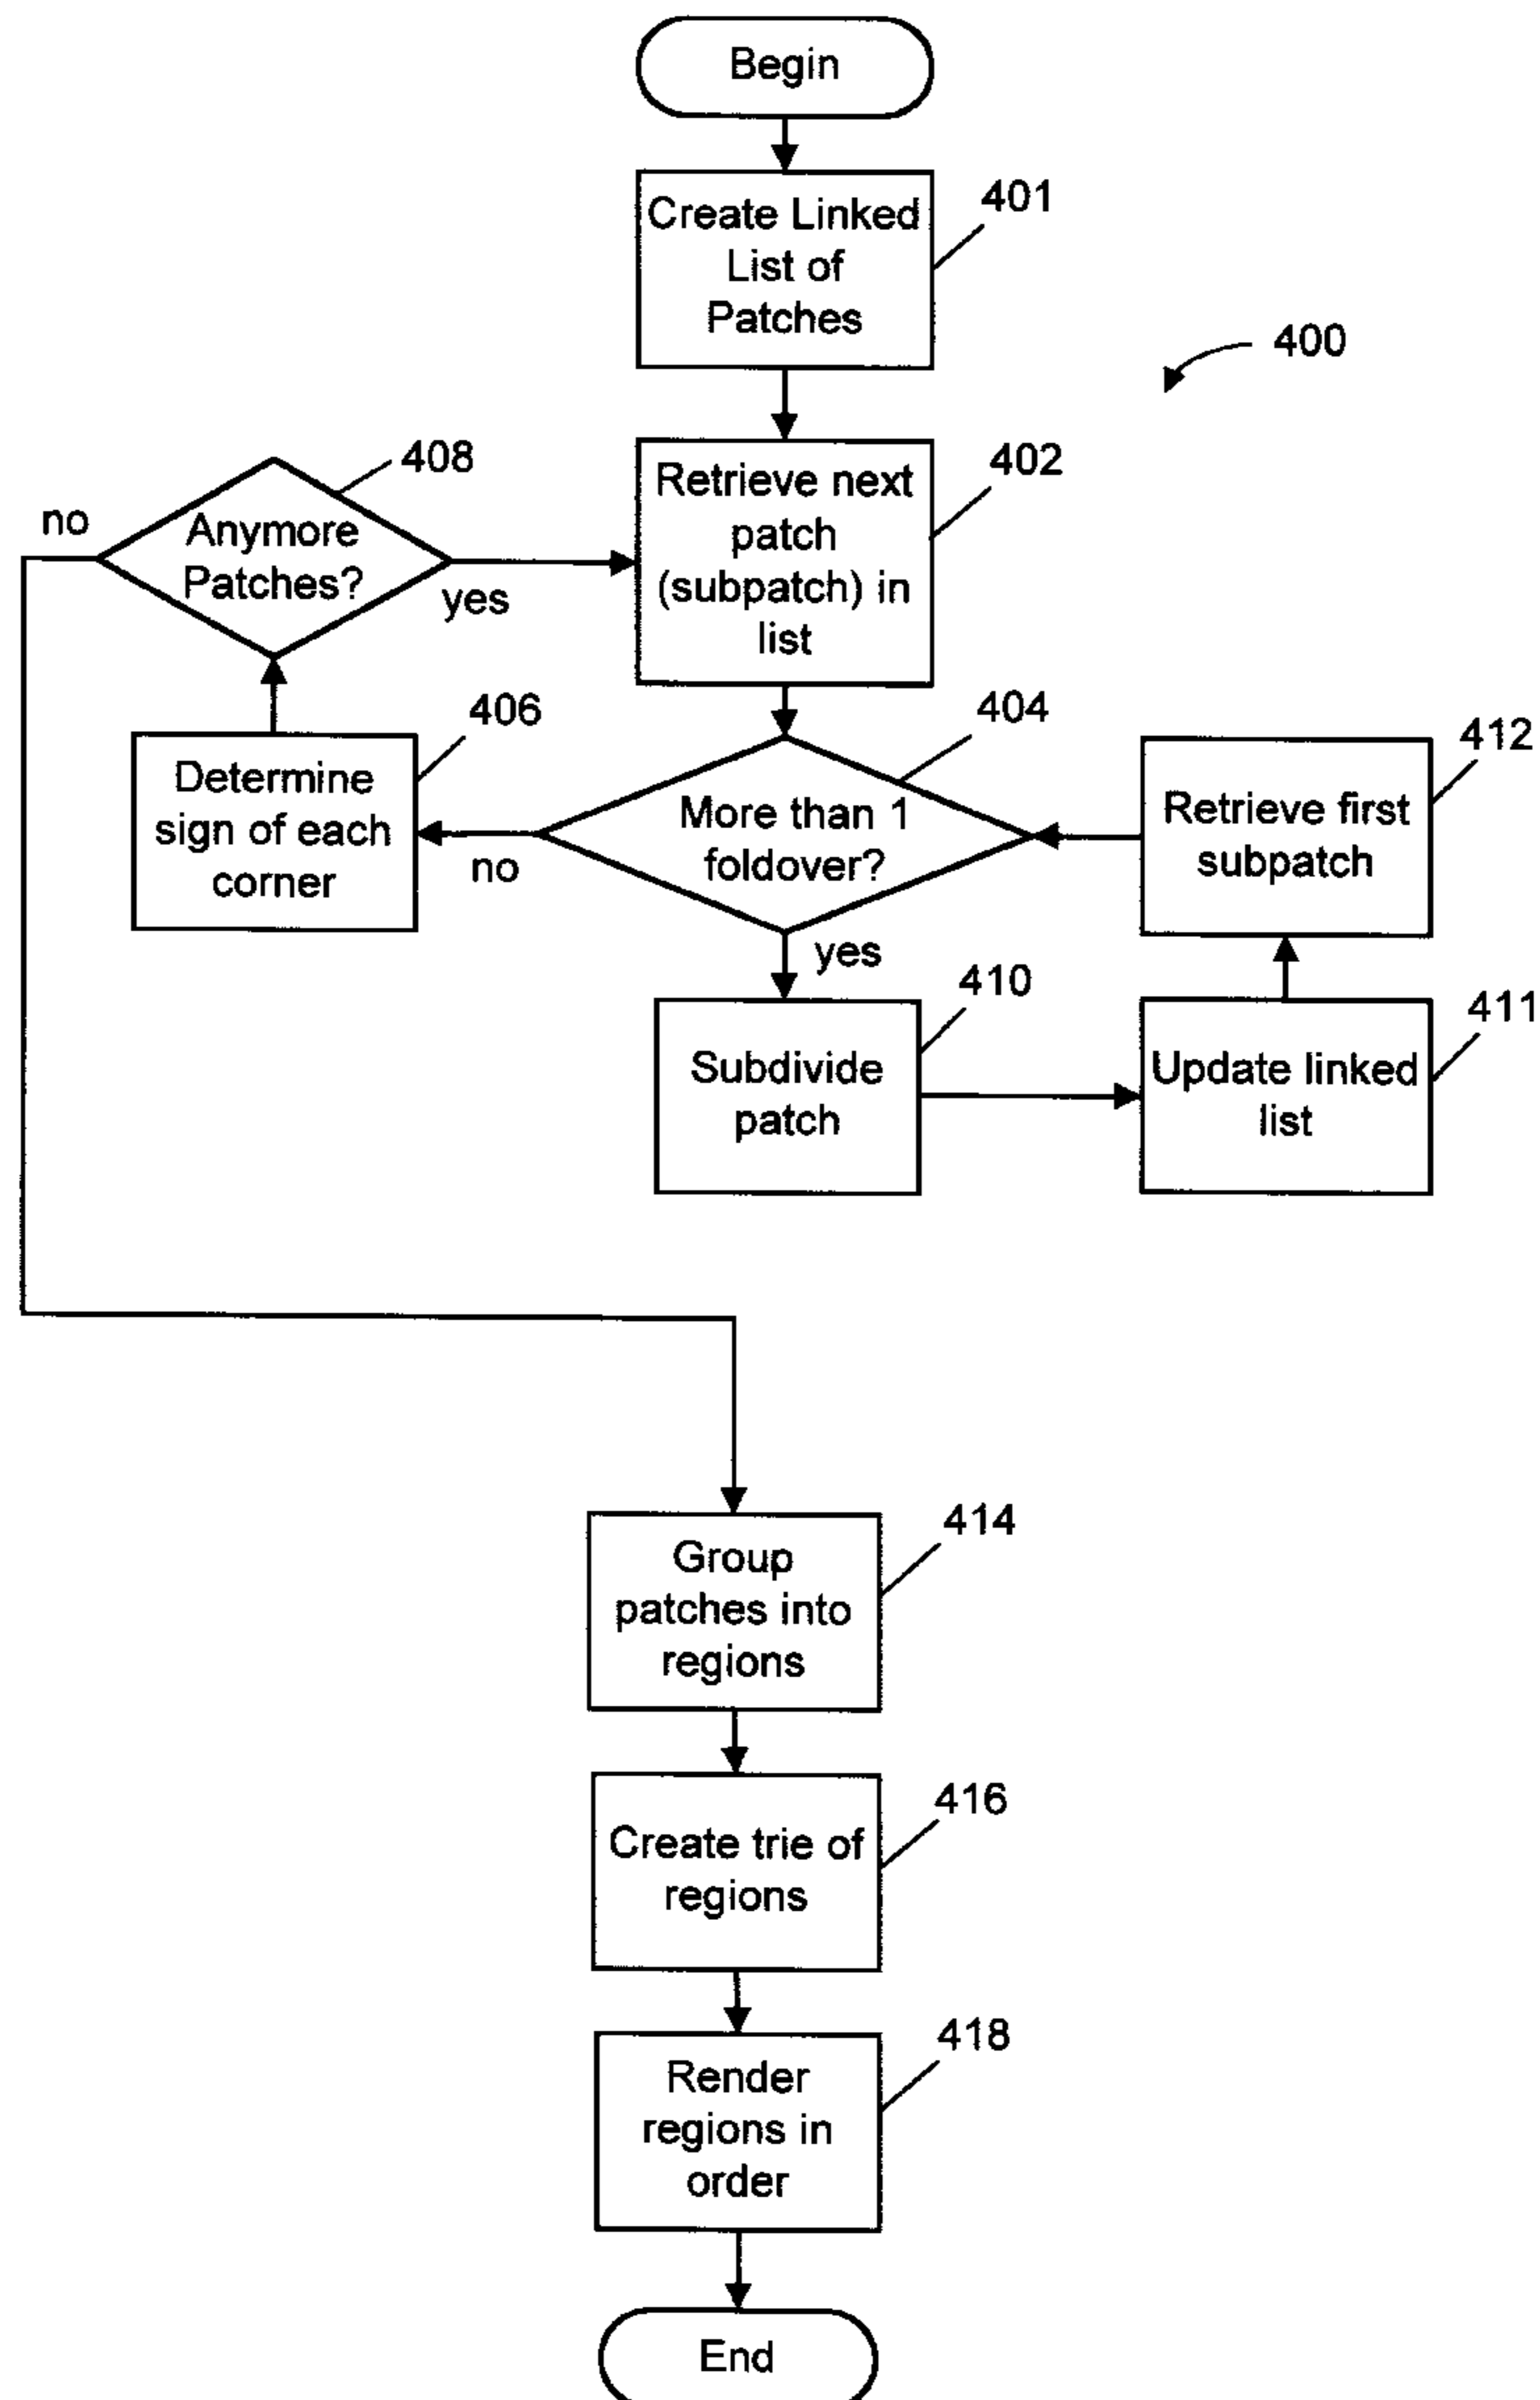 Begin
Create Linked
List of
Patches
401
400
Retrieve next
patch
(subpatch) in
list
402
408
no
Anymore
Patches?
yes
404
More than 1
foldover?
no
yes
406
Determine
sign of each
corner
412
Retrieve first
subpatch
410
Subdivide
patch
411
Update linked
list
414
Group
patches into
regions
416
Create trie of
regions
418
Render
regions in
order
End